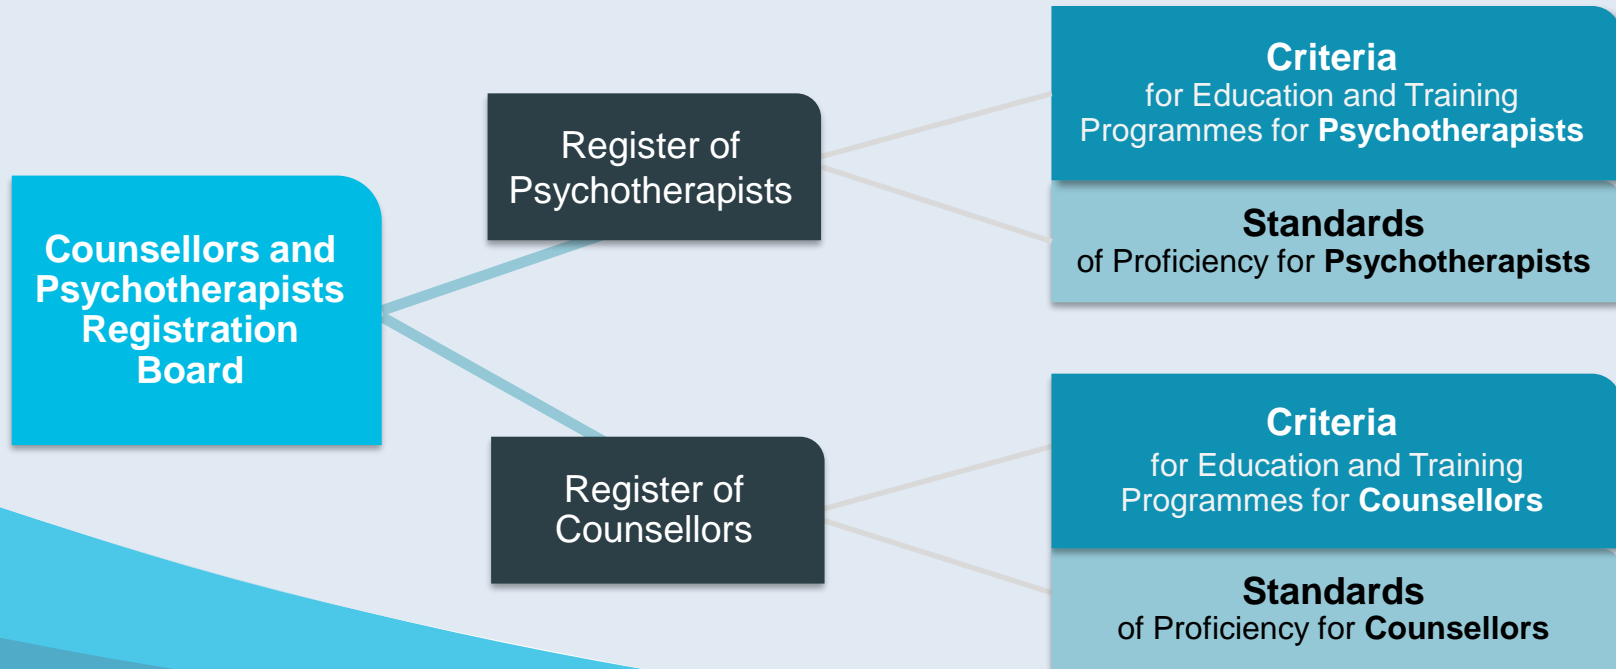 Counsellors and
Psychotherapists
Registration
Board
Register of
Psychotherapists
Criteria
for Education and Training
Programmes for Psychotherapists
Standards
of Proficiency for Psychotherapists
Register of
Counsellors
Criteria
for Education and Training
Programmes for Counsellors
Standards
of Proficiency for Counsellors